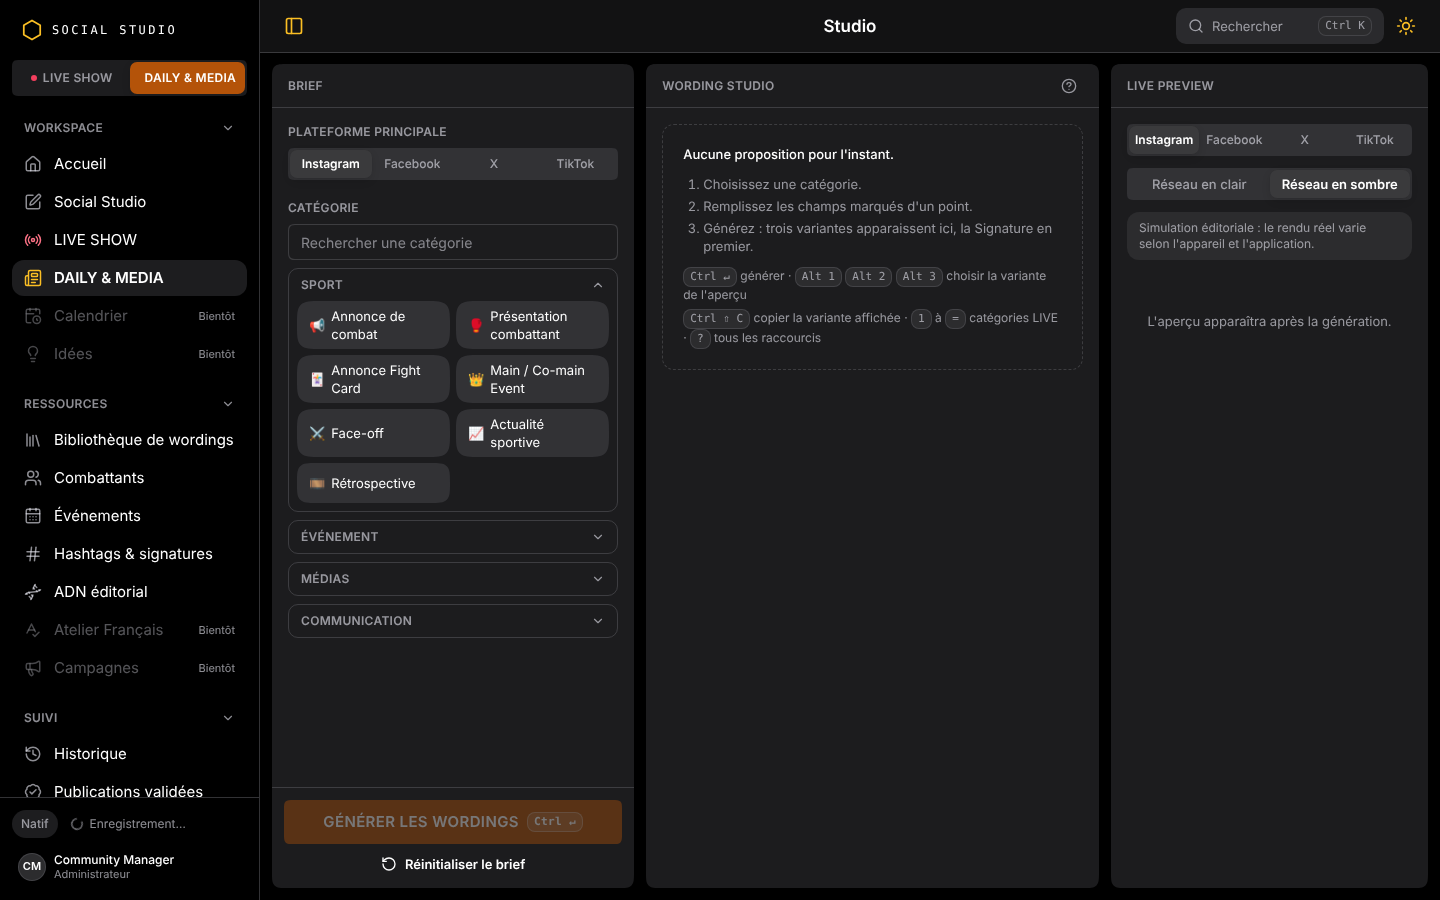 SOCIAL STUDIO
LIVE SHOW
DAILY & MEDIA
WORKSPACE
Accueil
Social Studio
LIVE SHOW
DAILY & MEDIA
Calendrier Bientôt
Idées Bientôt
RESSOURCES
Bibliothèque de wordings
Combattants
Événements
Hashtags & signatures
ADN éditorial
Atelier Français Bientôt
Campagnes Bientôt
SUIVI
Historique
Publications validées
Natif Enregistrement...
CM Community Manager
Administrateur
Studio
Rechercher Ctrl K
BRIEF
PLATEFORME PRINCIPALE
Instagram Facebook X TikTok
CATÉGORIE
Rechercher une catégorie
SPORT
Annonce de
combat
Présentation
combattant
Annonce Fight
Card
Main / Co-main
Event
Face-off
Actualité
sportive
Rétrospective
ÉVÉNEMENT
MÉDIAS
COMMUNICATION
GÉNÉRER LES WORDINGS Ctrl ↵
Réinitialiser le brief
WORDING STUDIO
Aucune proposition pour l'instant.
1. Choisissez une catégorie.
2. Remplissez les champs marqués d'un point.
3. Générez : trois variantes apparaissent ici, la Signature en
premier.
Ctrl ↵ générer · Alt 1 Alt 2 Alt 3 choisir la variante
de l'aperçu
Ctrl ⇧ C copier la variante affichée · 1 à = catégories LIVE
· ? tous les raccourcis
LIVE PREVIEW
Instagram Facebook X TikTok
Réseau en clair Réseau en sombre
Simulation éditoriale : le rendu réel varie
selon l'appareil et l'application.
L'aperçu apparaîtra après la génération.